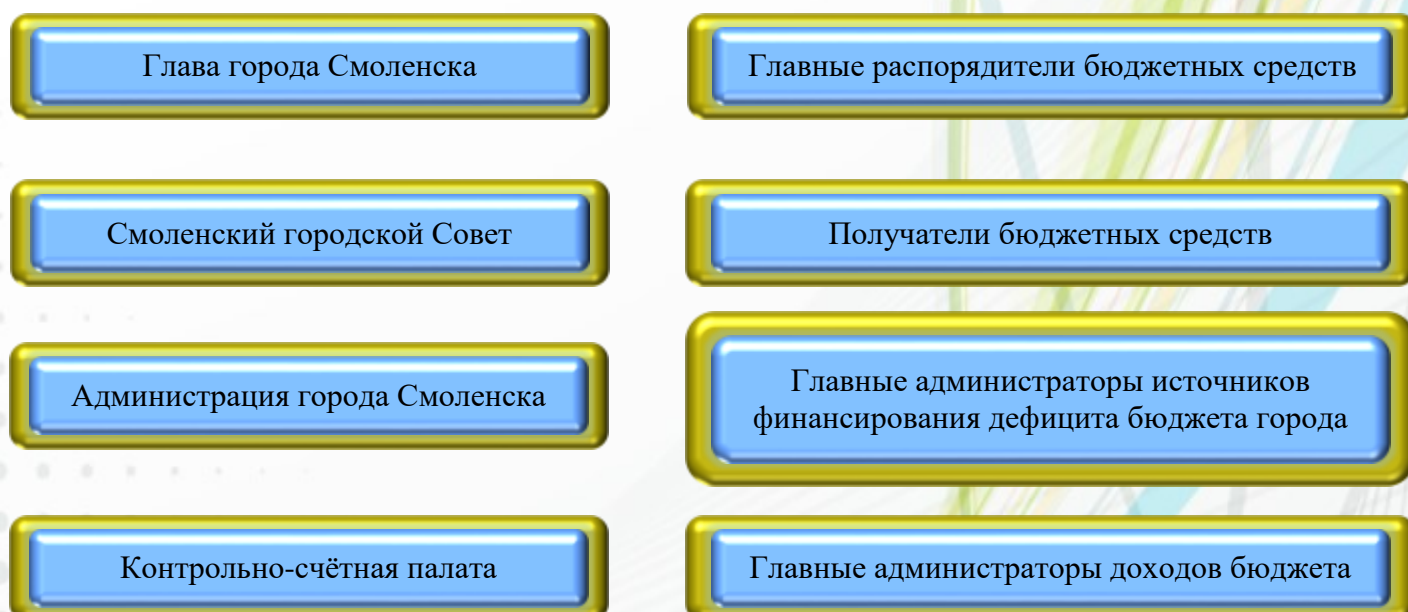 Глава города Смоленска
Главные распорядители бюджетных средств
Смоленский городской Совет
Получатели бюджетных средств
Администрация города Смоленска
Главные администраторы источников
финансирования дефицита бюджета города
Контрольно-счётная палата
Главные администраторы доходов бюджета